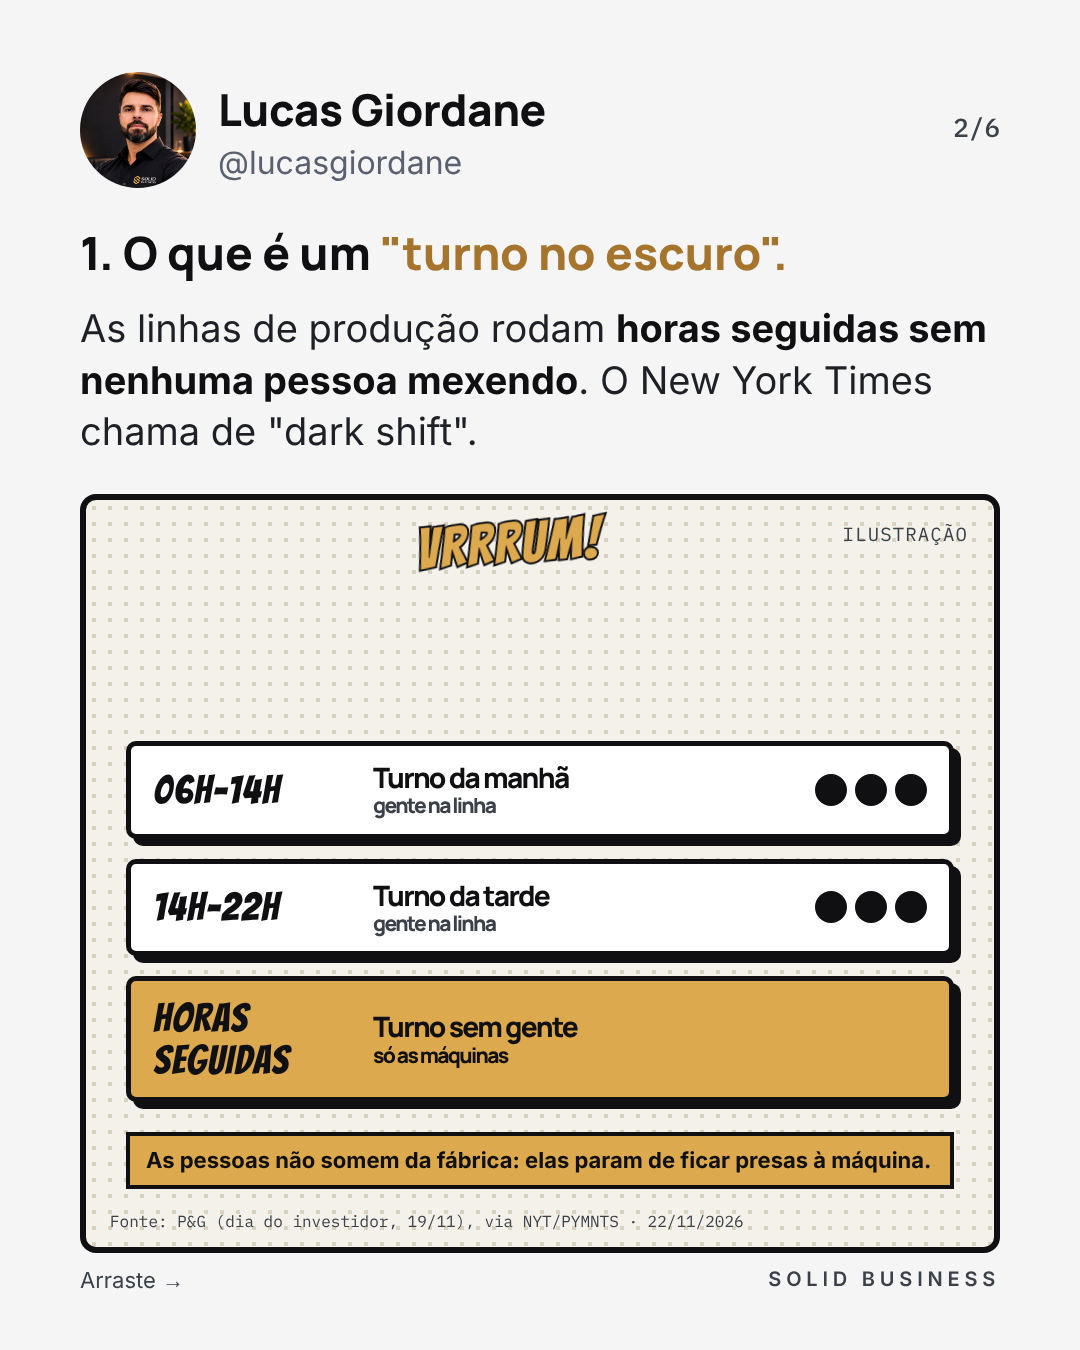 Lucas Giordane
@lucasgiordane
2/6
1. O que é um "turno no escuro".
As linhas de produção rodam horas seguidas sem
nenhuma pessoa mexendo. O New York Times
chama de "dark shift".
VRRRUM!
ILUSTRAÇÃO
06H-14H
Turno da manhã
gente na linha
14H-22H
Turno da tarde
gente na linha
HORAS
SEGUIDAS
Turno sem gente
só as máquinas
As pessoas não somem da fábrica: elas param de ficar presas à máquina.
Fonte: P&G (dia do investidor, 19/11), via NYT/PYMNTS · 22/11/2026
Arraste →
SOLID BUSINESS